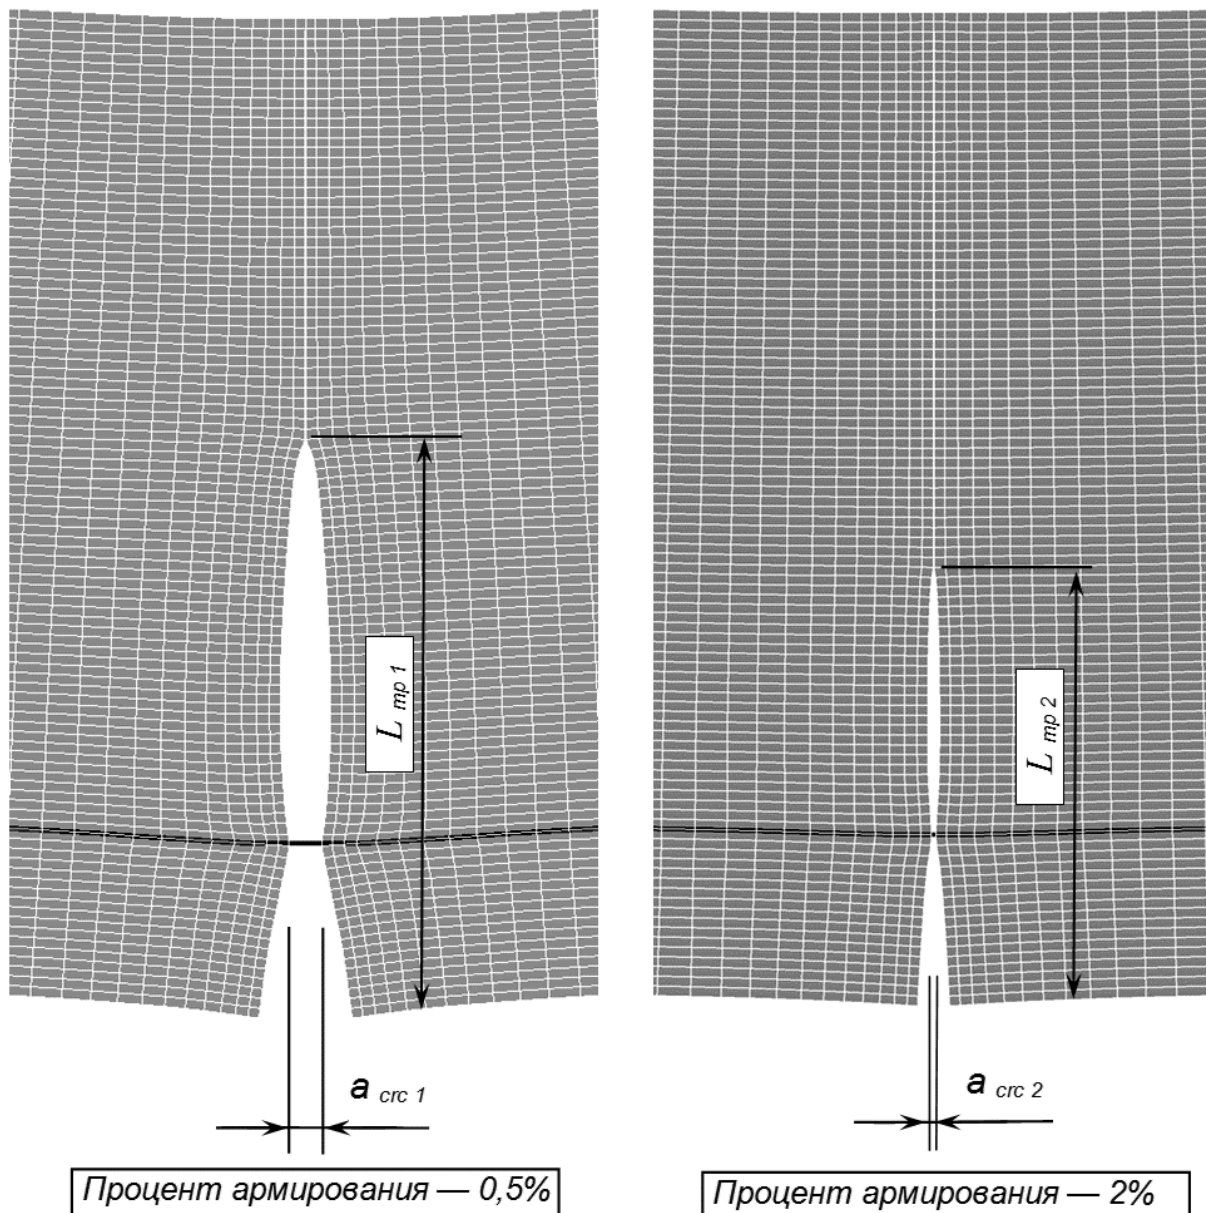 L тр 1
L тр 2
a crc 1
a crc 2
Процент армирования — 0,5%
Процент армирования — 2%